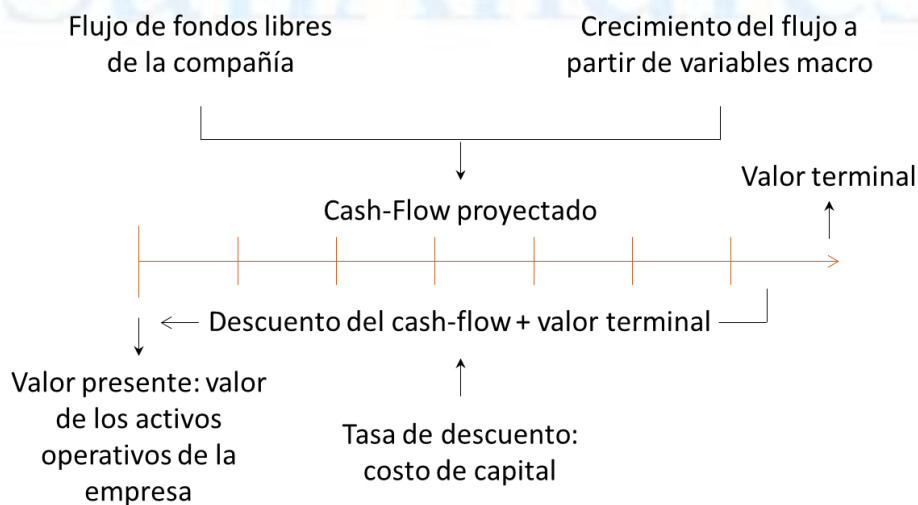 Flujo de fondos libres
de la compañía
Crecimiento del flujo a
partir de variables macro
Valor terminal
Cash-Flow proyectado
Descuento del cash-flow + valor terminal
Valor presente: valor
de los activos
operativos de la
empresa
Tasa de descuento:
costo de capital